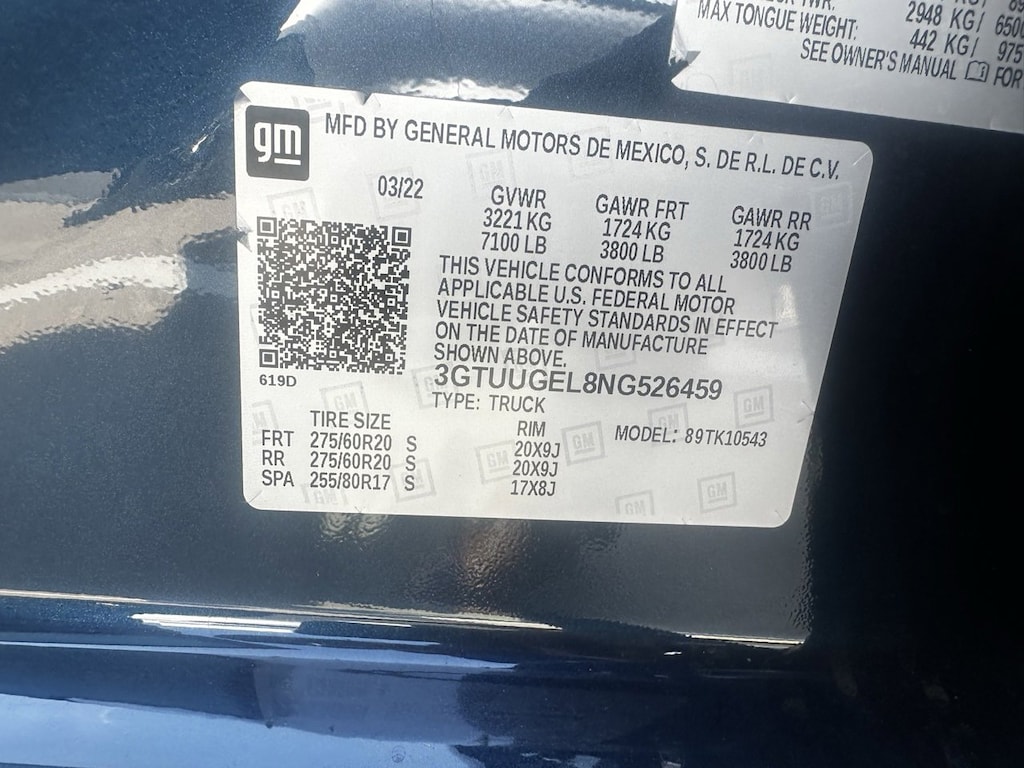 2948 KG/
MAX TONGUE WEIGHT: 442 KG/ 975
SEE OWNER'S MANUAL FOR
gm
MFD BY GENERAL MOTORS DE MEXICO, S. DE R.L. DE C.V.
03/22
GVWR GAWR FRT GAWR RR
3221 KG 1724 KG 1724 KG
7100 LB 3800 LB 3800 LB
THIS VEHICLE CONFORMS TO ALL
APPLICABLE U.S. FEDERAL MOTOR
VEHICLE SAFETY STANDARDS IN EFFECT
ON THE DATE OF MANUFACTURE
SHOWN ABOVE.
619D
3GTUUGEL8NG526459
TYPE: TRUCK
TIRE SIZE RIM MODEL: 89TK10543
FRT 275/60R20 S 20X9J
RR 275/60R20 S 20X9J
SPA 255/80R17 S 17X8J